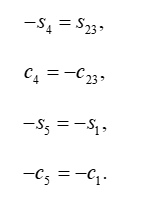 −s₄ = s₂₃,
c₄ = −c₂₃,
−s₅ = −s₁,
−c₅ = −c₁.